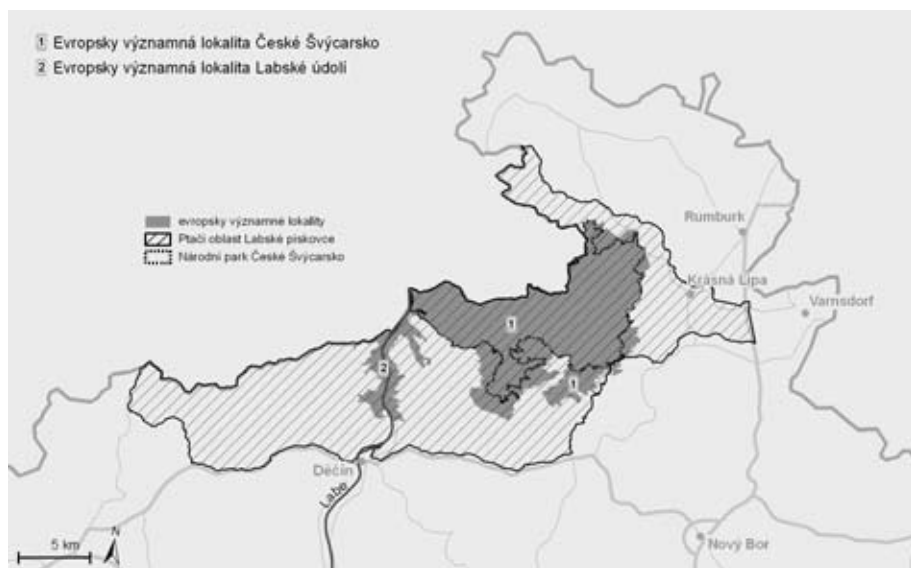 1 Evropsky významná lokalita České Švýcarsko
2 Evropsky významná lokalita Labské údolí
evropsky významné lokality
Ptačí oblast Labské pískovce
Národní park České Švýcarsko
Rumburk
Krásná Lípa
Varnsdorf
1
2
1
Děčín
Labe
5 km
N
Nový Bor